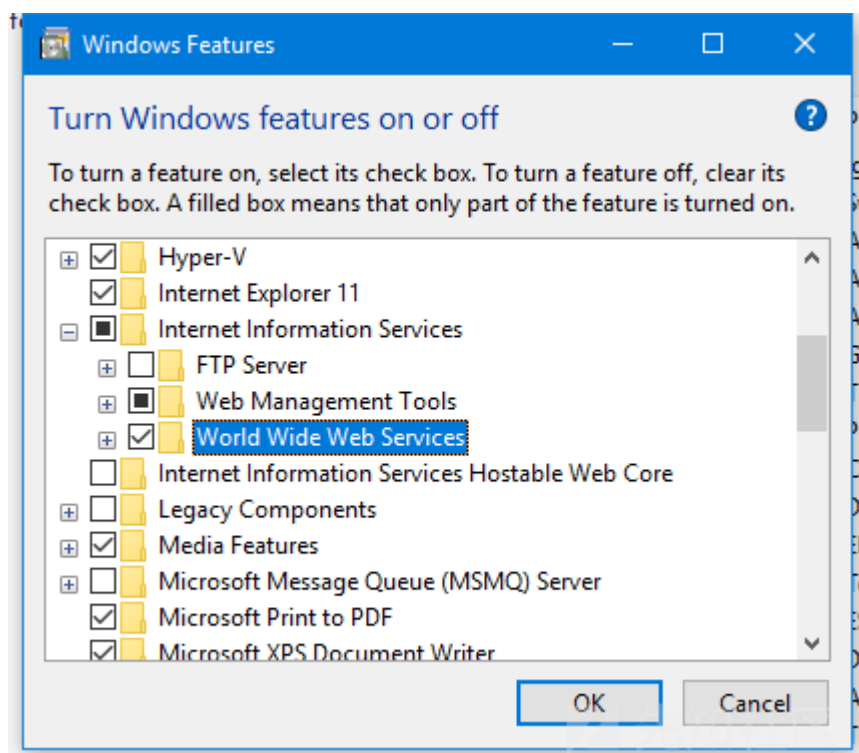 Windows Features
Turn Windows features on or off
To turn a feature on, select its check box. To turn a feature off, clear its
check box. A filled box means that only part of the feature is turned on.
Hyper-V
Internet Explorer 11
Internet Information Services
FTP Server
Web Management Tools
World Wide Web Services
Internet Information Services Hostable Web Core
Legacy Components
Media Features
Microsoft Message Queue (MSMQ) Server
Microsoft Print to PDF
Microsoft XPS Document Writer
OK Cancel